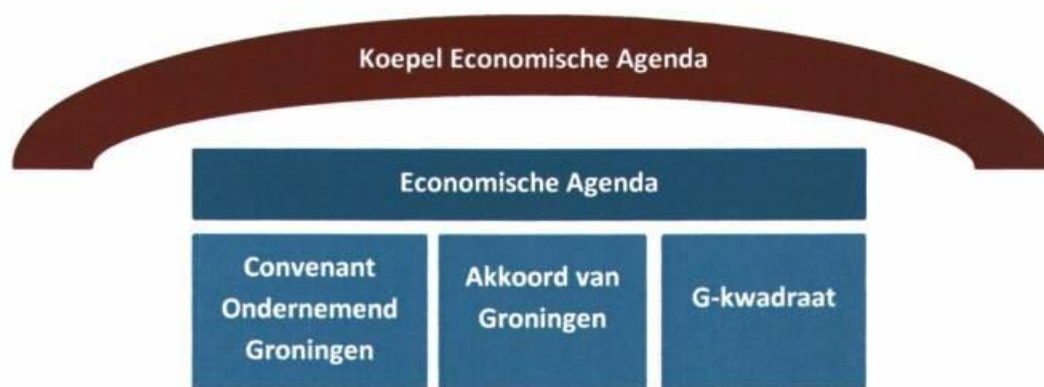 Koepel Economische Agenda
Economische Agenda
Convenant
Ondernemend
Groningen
Akkoord van
Groningen
G-kwadraat